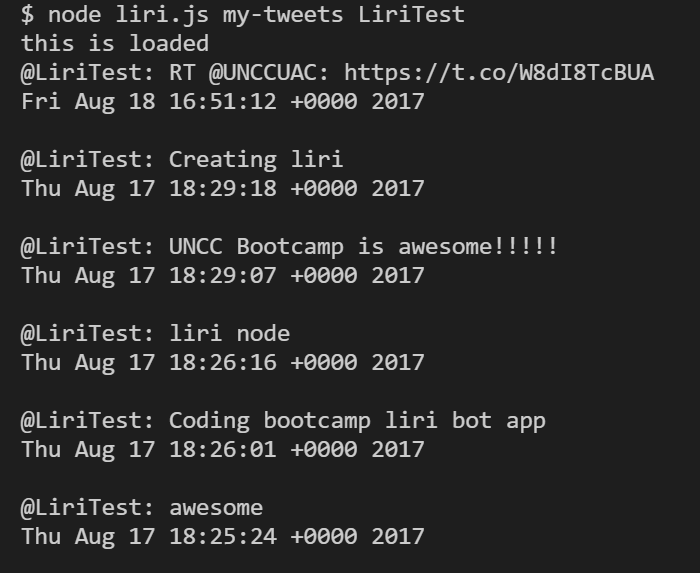 $ node liri.js my-tweets LiriTest
this is loaded
@LiriTest: RT @UNCCUAC: https://t.co/W8dI8TcBUA
Fri Aug 18 16:51:12 +0000 2017
@LiriTest: Creating liri
Thu Aug 17 18:29:18 +0000 2017
@LiriTest: UNCC Bootcamp is awesome!!!!!
Thu Aug 17 18:29:07 +0000 2017
@LiriTest: liri node
Thu Aug 17 18:26:16 +0000 2017
@LiriTest: Coding bootcamp liri bot app
Thu Aug 17 18:26:01 +0000 2017
@LiriTest: awesome
Thu Aug 17 18:25:24 +0000 2017